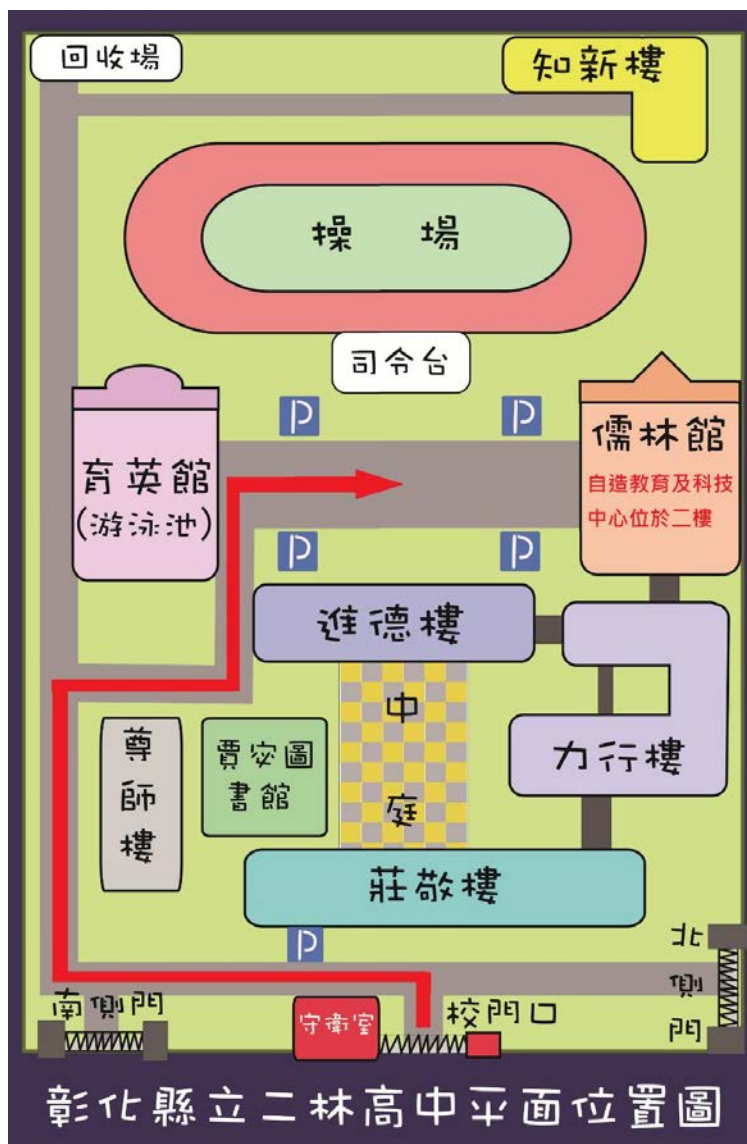 回收場
知新樓
操場
司令台
P
P
育英館
(游泳池)
儒林館
自造教育及科技
中心位於二樓
P
P
進德樓
中庭
尊師樓
賈宓圖
書館
力行樓
莊敬樓
P
北側門
南側門
守衛室
校門口
彰化縣立二林高中平面位置圖